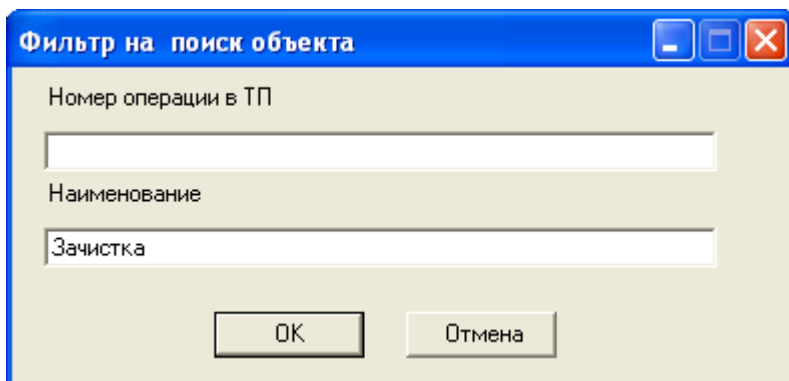 Фильтр на поиск объекта
Номер операции в ТП
Наименование
Зачистка
OK
Отмена